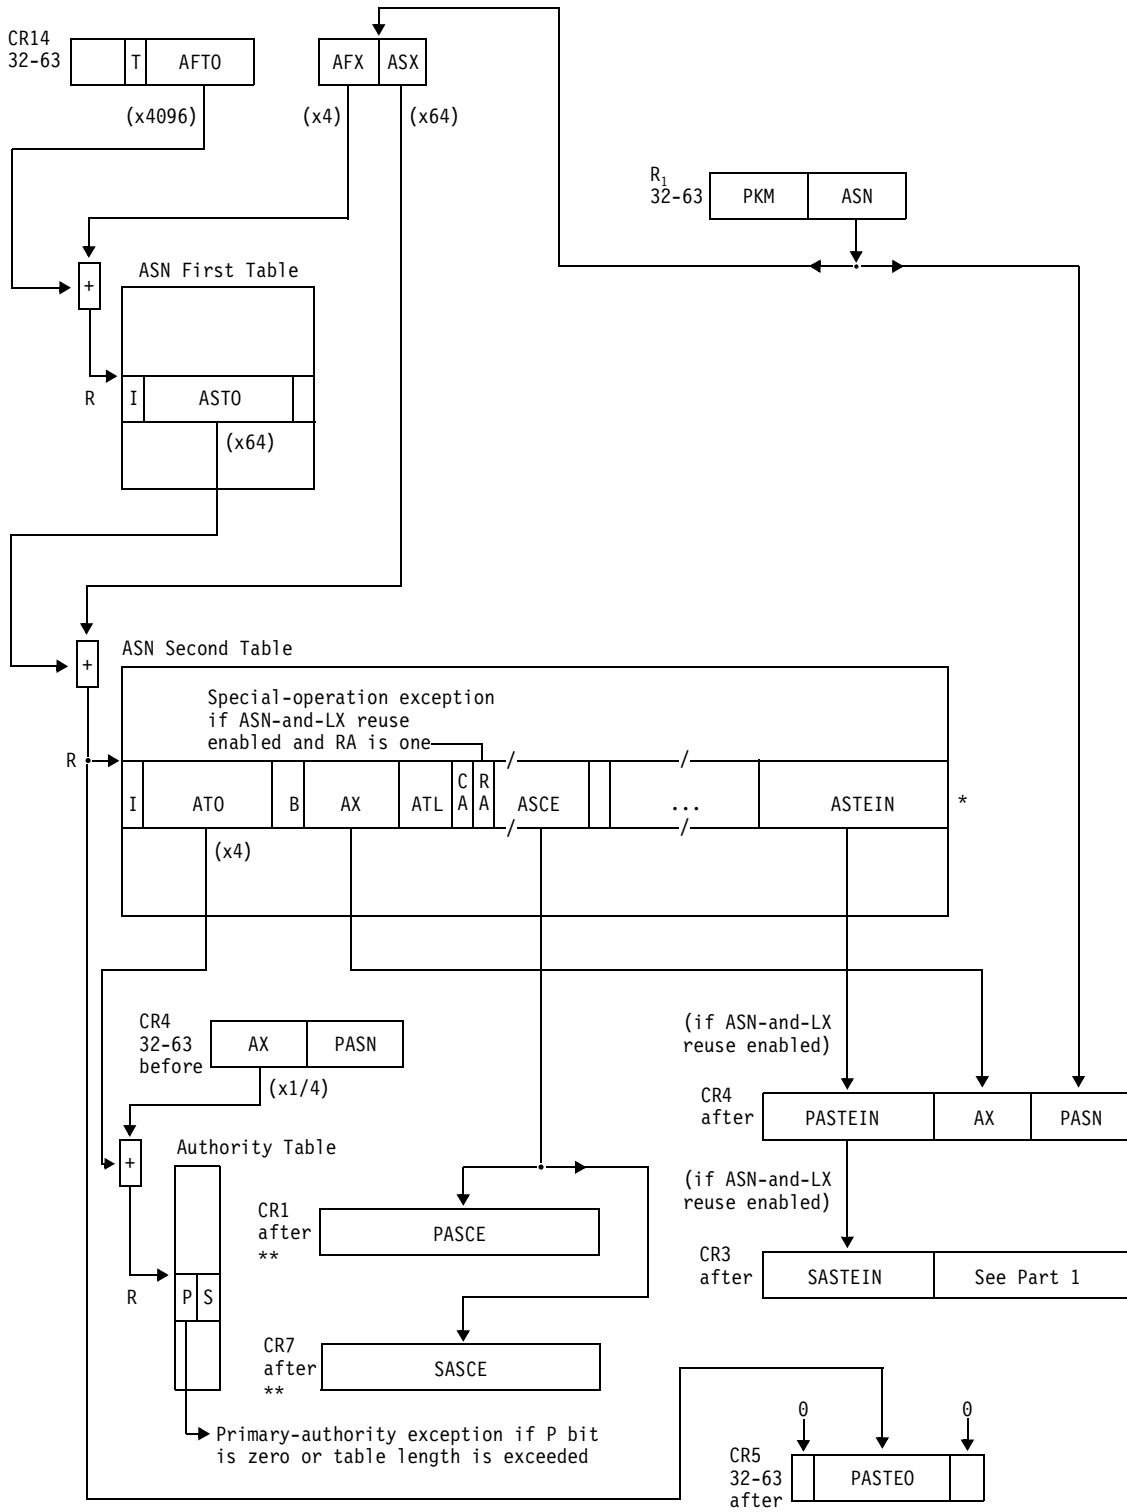 CR14
32-63
T
AFTO
AFX
ASX
(x4096)
(x4)
(x64)
R1
32-63
PKM
ASN
ASN First Table
+
R
I
ASTO
(x64)
ASN Second Table
+
Special-operation exception
if ASN-and-LX reuse
enabled and RA is one
R
I
ATO
B
AX
ATL
CA
RA
ASCE
...
ASTEIN
*
(x4)
CR4
32-63
before
AX
PASN
(x1/4)
(if ASN-and-LX
reuse enabled)
CR4
after
PASTEIN
AX
PASN
+
Authority Table
(if ASN-and-LX
reuse enabled)
CR1
after
**
PASCE
CR3
after
SASTEIN
See Part 1
R
P
S
CR7
after
**
SASCE
Primary-authority exception if P bit
is zero or table length is exceeded
0
0
CR5
32-63
after
PASTEO